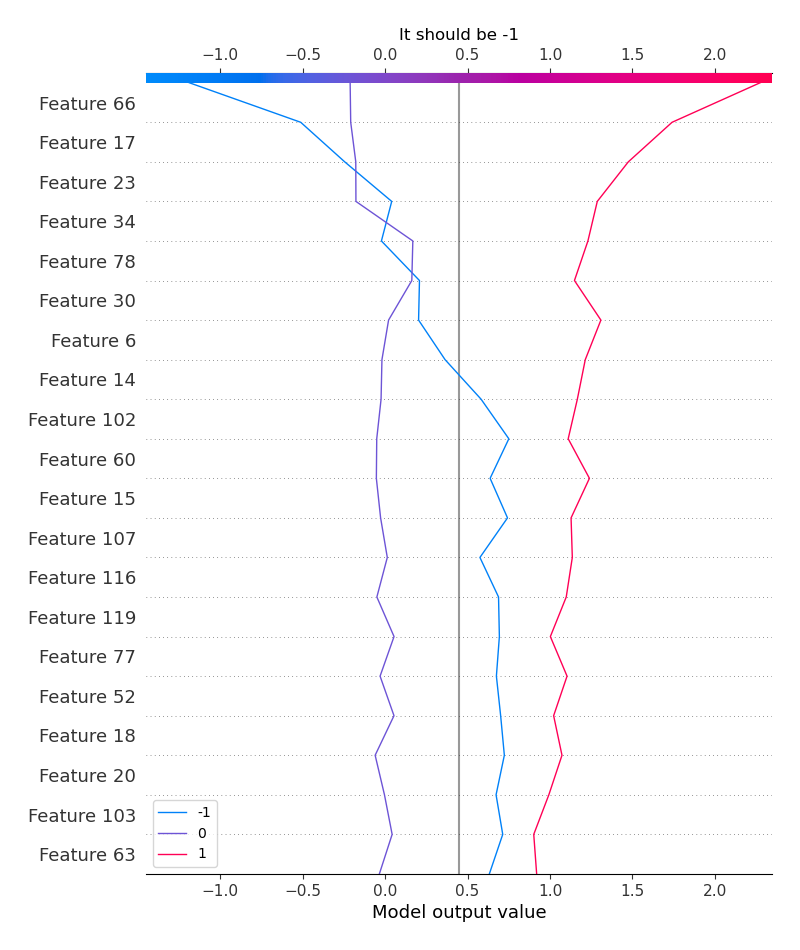 It should be -1
−1.0 −0.5 0.0 0.5 1.0 1.5 2.0
Feature 66
Feature 17
Feature 23
Feature 34
Feature 78
Feature 30
Feature 6
Feature 14
Feature 102
Feature 60
Feature 15
Feature 107
Feature 116
Feature 119
Feature 77
Feature 52
Feature 18
Feature 20
Feature 103
Feature 63
-1
0
1
−1.0 −0.5 0.0 0.5 1.0 1.5 2.0
Model output value